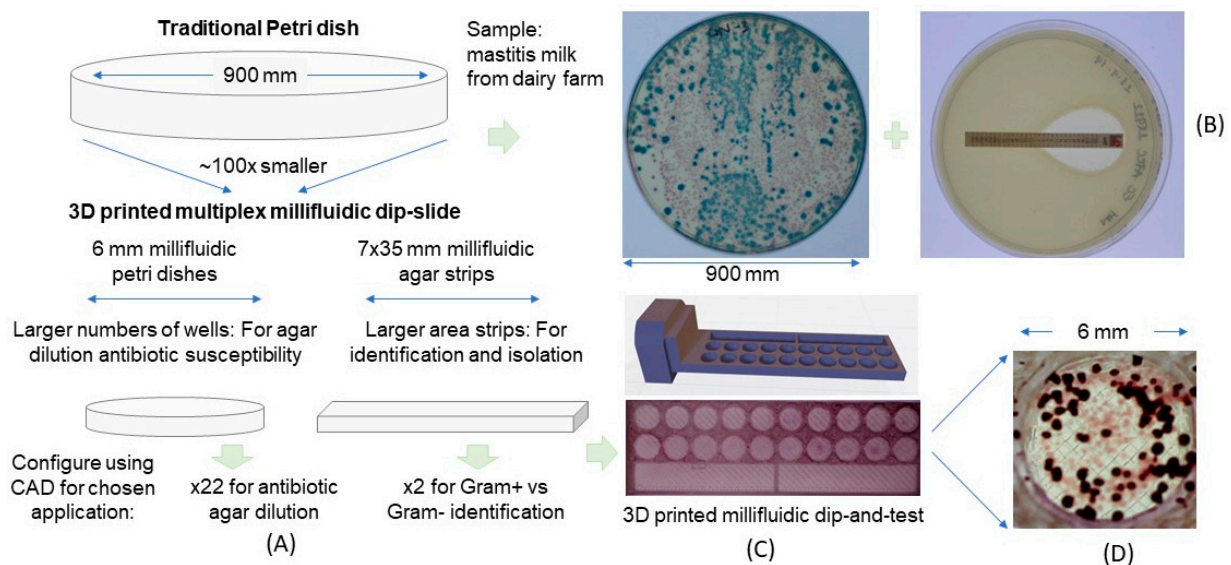 Traditional Petri dish
900 mm
Sample:
mastitis milk
from dairy farm
~100x smaller
3D printed multiplex millifluidic dip-slide
6 mm millifluidic
petri dishes
7x35 mm millifluidic
agar strips
Larger numbers of wells: For agar
dilution antibiotic susceptibility
Larger area strips: For
identification and isolation
Configure using
CAD for chosen
application:
x22 for antibiotic
agar dilution
x2 for Gram+ vs
Gram- identification
(A)
900 mm
(B)
3D printed millifluidic dip-and-test
(C)
6 mm
(D)